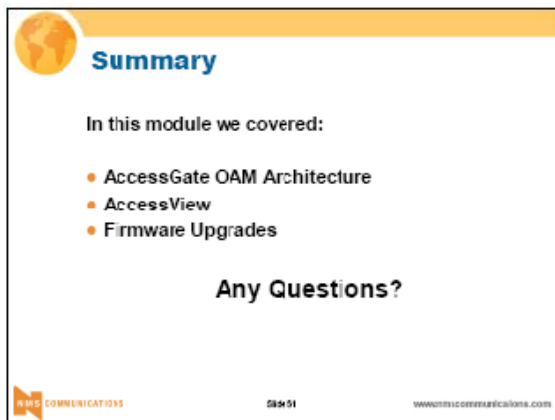 Summary
In this module we covered:
AccessGate OAM Architecture
AccessView
Firmware Upgrades
Any Questions?
NMS COMMUNICATIONS
Slide 51
www.nmscommunications.com